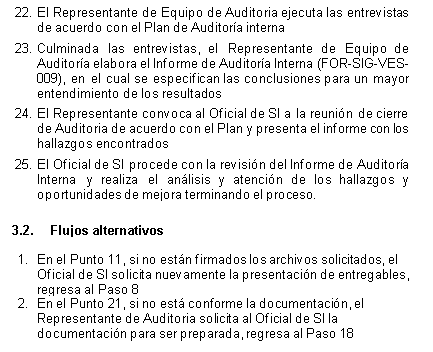 22. El Representante de Equipo de Auditoria ejecuta las entrevistas
de acuerdo con el Plan de Auditoría interna
23. Culminada las entrevistas, el Representante de Equipo de
Auditoría elabora el Informe de Auditoría Interna (FOR-SIG-VES-
009), en el cual se especifican las conclusiones para un mayor
entendimiento de los resultados
24. El Representante convoca al Oficial de SI a la reunión de cierre
de Auditoria de acuerdo con el Plan y presenta el informe con los
hallazgos encontrados
25. El Oficial de SI procede con la revisión del Informe de Auditoría
Interna y realiza el análisis y atención de los hallazgos y
oportunidades de mejora terminando el proceso.
3.2. Flujos alternativos
1. En el Punto 11, si no están firmados los archivos solicitados, el
Oficial de SI solicita nuevamente la presentación de entregables,
regresa al Paso 8
2. En el Punto 21, si no está conforme la documentación, el
Representante de Auditoria solicita al Oficial de SI la
documentación para ser preparada, regresa al Paso 18